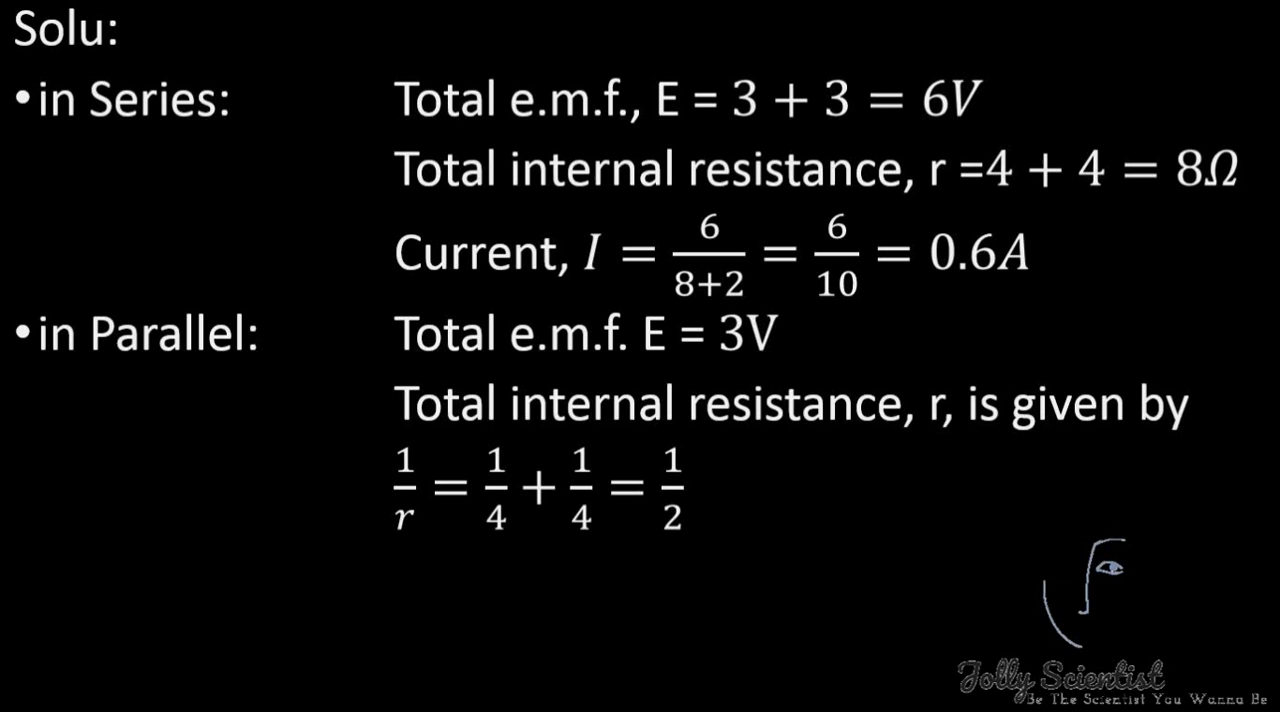 Solu:
•in Series: Total e.m.f., E = 3 + 3 = 6V
Total internal resistance, r =4 + 4 = 8Ω
Current, I = 6/(8+2) = 6/10 = 0.6A
•in Parallel: Total e.m.f. E = 3V
Total internal resistance, r, is given by
1/r = 1/4 + 1/4 = 1/2
Jolly Scientist
Be The Scientist You Wanna Be